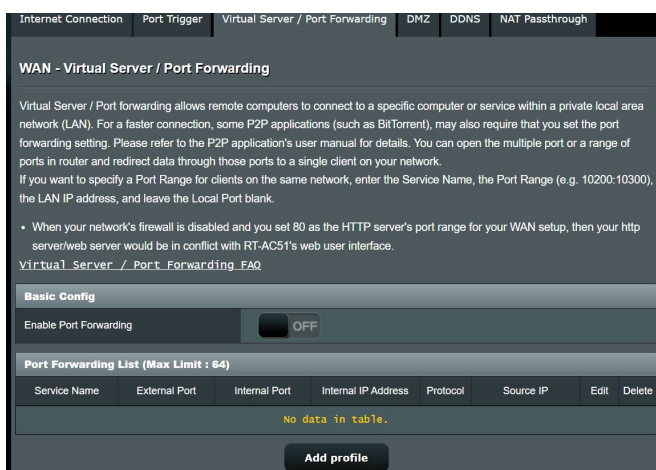 Internet Connection Port Trigger Virtual Server / Port Forwarding DMZ DDNS NAT Passthrough
WAN - Virtual Server / Port Forwarding
Virtual Server / Port forwarding allows remote computers to connect to a specific computer or service within a private local area
network (LAN). For a faster connection, some P2P applications (such as BitTorrent), may also require that you set the port
forwarding setting. Please refer to the P2P application's user manual for details. You can open the multiple port or a range of
ports in router and redirect data through those ports to a single client on your network.
If you want to specify a Port Range for clients on the same network, enter the Service Name, the Port Range (e.g. 10200:10300),
the LAN IP address, and leave the Local Port blank.
• When your network's firewall is disabled and you set 80 as the HTTP server's port range for your WAN setup, then your http
server/web server would be in conflict with RT-AC51's web user interface.
Virtual Server / Port Forwarding FAQ
Basic Config
Enable Port Forwarding OFF
Port Forwarding List (Max Limit : 64)
Service Name External Port Internal Port Internal IP Address Protocol Source IP Edit Delete
No data in table.
Add profile